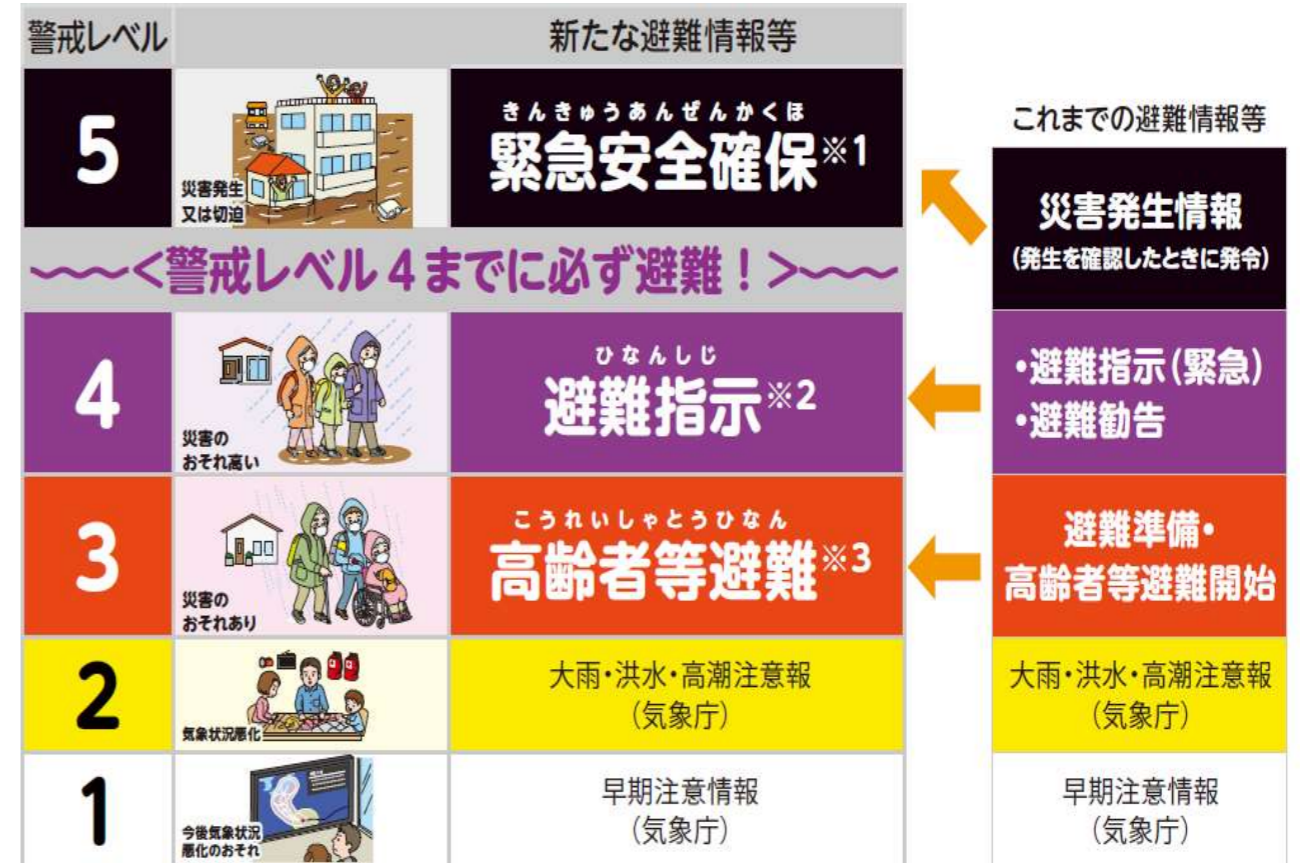 警戒レベル
新たな避難情報等
5
災害発生
又は切迫
きんきゅうあんぜんかくほ
緊急安全確保※1
〜〜〜<警戒レベル4までに必ず避難!>〜〜〜
4
災害の
おそれ高い
ひなんしじ
避難指示※2
3
災害の
おそれあり
こうれいしゃとうひなん
高齢者等避難※3
2
気象状況悪化
大雨・洪水・高潮注意報
(気象庁)
1
今後気象状況
悪化のおそれ
早期注意情報
(気象庁)
これまでの避難情報等
災害発生情報
(発生を確認したときに発令)
・避難指示(緊急)
・避難勧告
避難準備・
高齢者等避難開始
大雨・洪水・高潮注意報
(気象庁)
早期注意情報
(気象庁)